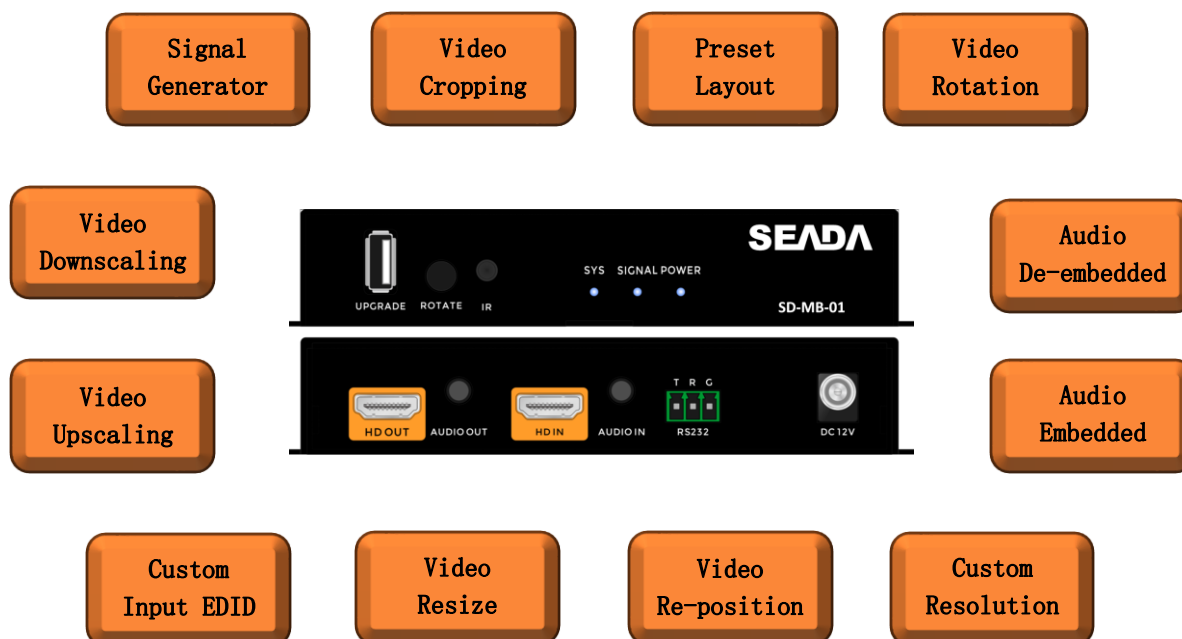 Signal
Generator
Video
Cropping
Preset
Layout
Video
Rotation
Video
Downscaling
SEADA
SYS SIGNAL POWER
UPGRADE ROTATE IR
SD-MB-01
Audio
De-embedded
Video
Upscaling
T R G
HD OUT AUDIO OUT HD IN AUDIO IN RS232 DC 12V
Audio
Embedded
Custom
Input EDID
Video
Resize
Video
Re-position
Custom
Resolution